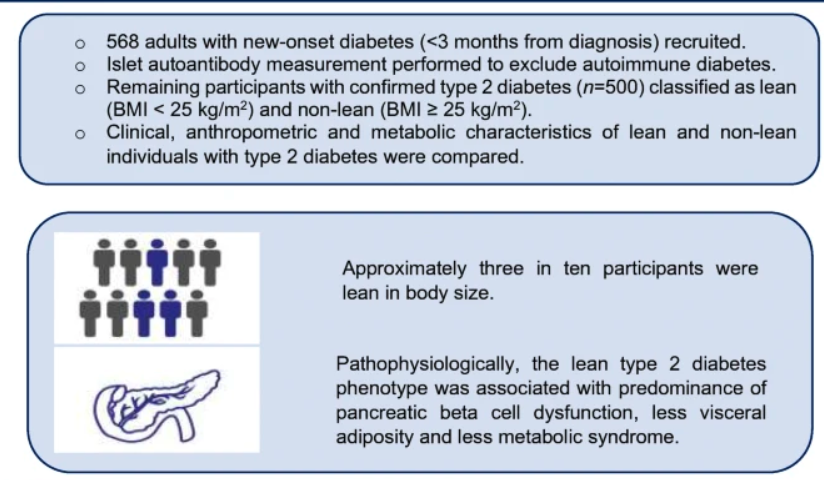 ○ 568 adults with new-onset diabetes (<3 months from diagnosis) recruited.
○ Islet autoantibody measurement performed to exclude autoimmune diabetes.
○ Remaining participants with confirmed type 2 diabetes (n=500) classified as lean
(BMI < 25 kg/m²) and non-lean (BMI ≥ 25 kg/m²).
○ Clinical, anthropometric and metabolic characteristics of lean and non-lean
individuals with type 2 diabetes were compared.
Approximately three in ten participants were
lean in body size.
Pathophysiologically, the lean type 2 diabetes
phenotype was associated with predominance of
pancreatic beta cell dysfunction, less visceral
adiposity and less metabolic syndrome.